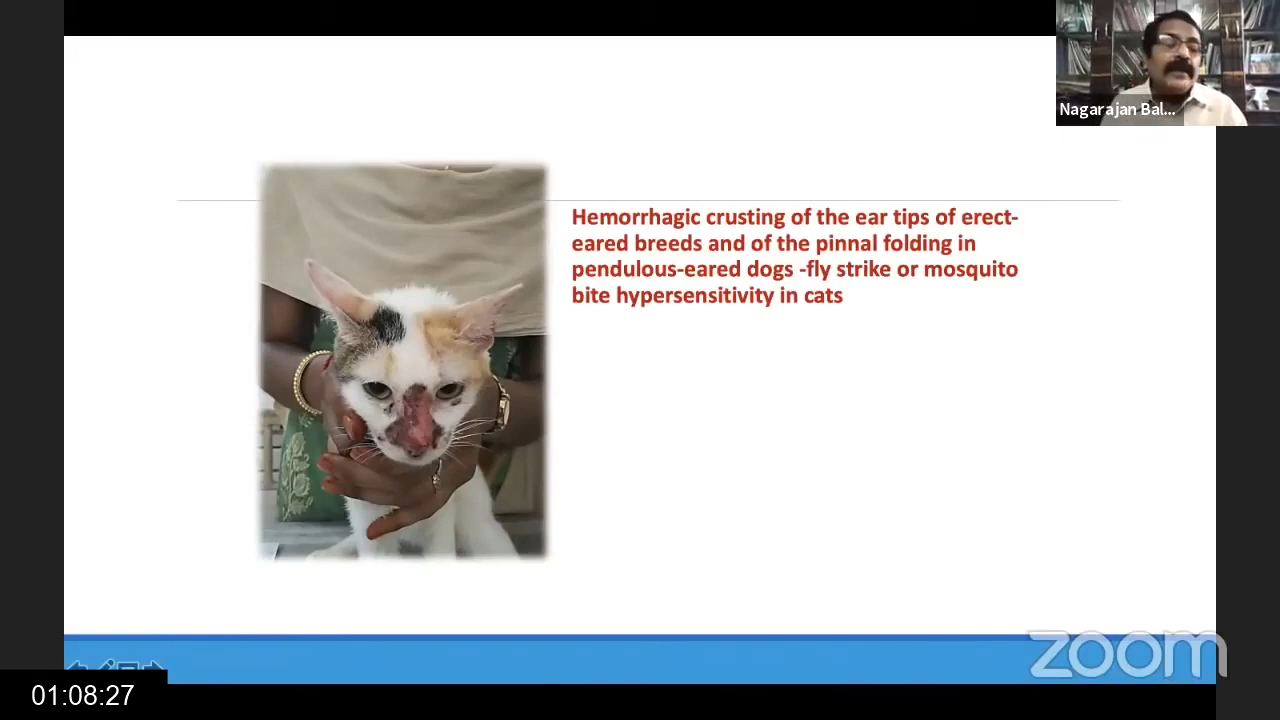 Nagarajan Bal...
Hemorrhagic crusting of the ear tips of erect-
eared breeds and of the pinnal folding in
pendulous-eared dogs -fly strike or mosquito
bite hypersensitivity in cats
zoom
01:08:27